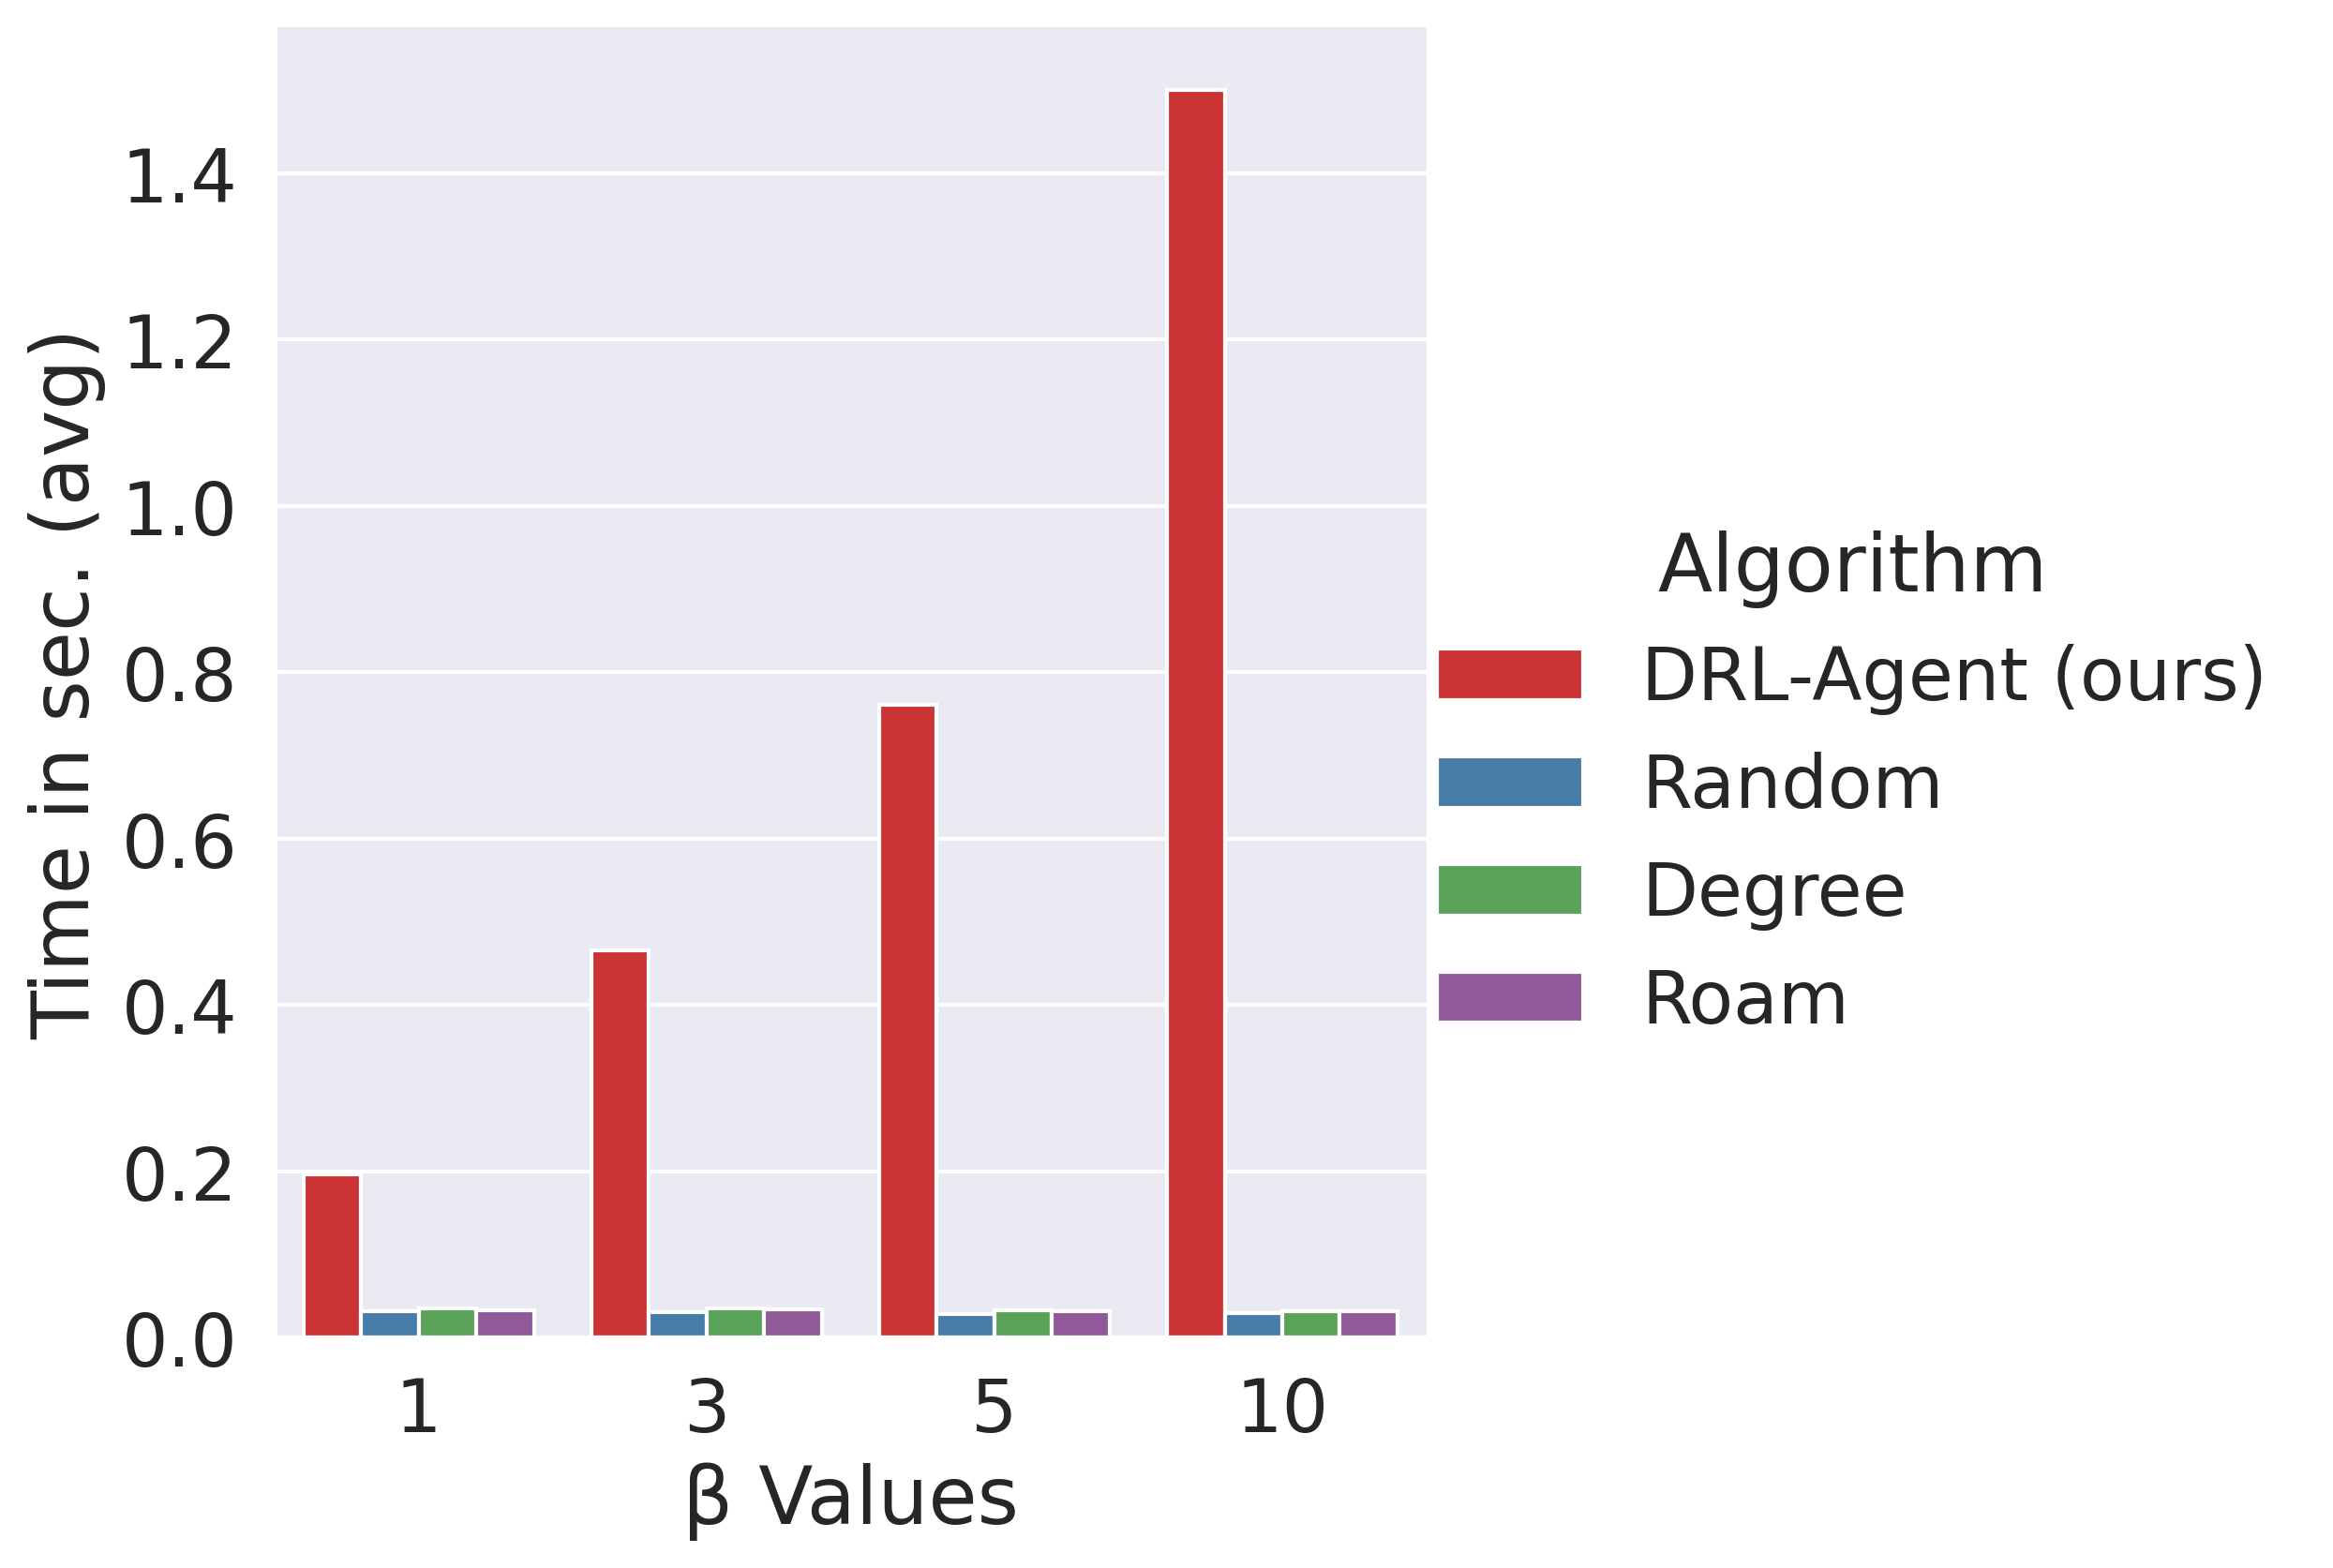 Time in sec. (avg)
1.4
1.2
1.0
0.8
0.6
0.4
0.2
0.0
1 3 5 10
β Values
Algorithm
DRL-Agent (ours)
Random
Degree
Roam